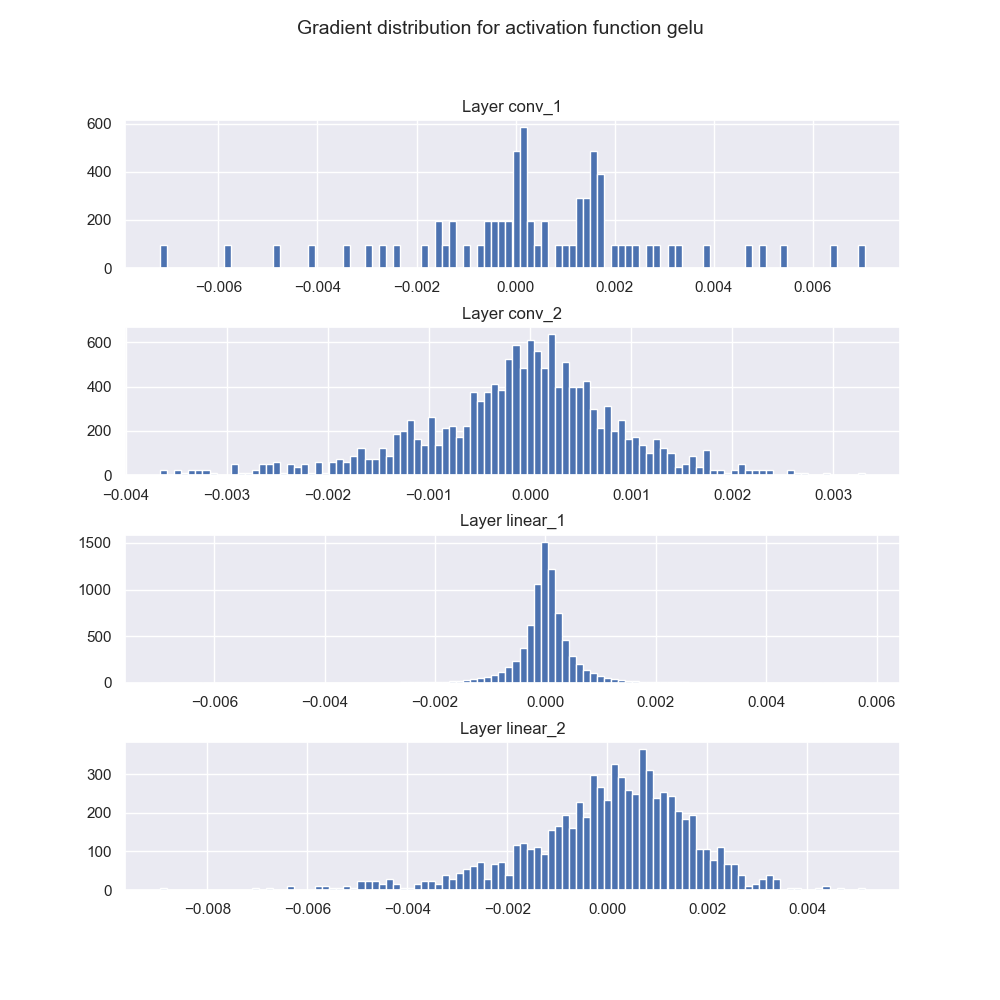 Gradient distribution for activation function gelu
Layer conv_1
600
400
200
0
−0.006 −0.004 −0.002 0.000 0.002 0.004 0.006
Layer conv_2
600
400
200
0
−0.004 −0.003 −0.002 −0.001 0.000 0.001 0.002 0.003
Layer linear_1
1500
1000
500
0
−0.006 −0.004 −0.002 0.000 0.002 0.004 0.006
Layer linear_2
300
200
100
0
−0.008 −0.006 −0.004 −0.002 0.000 0.002 0.004